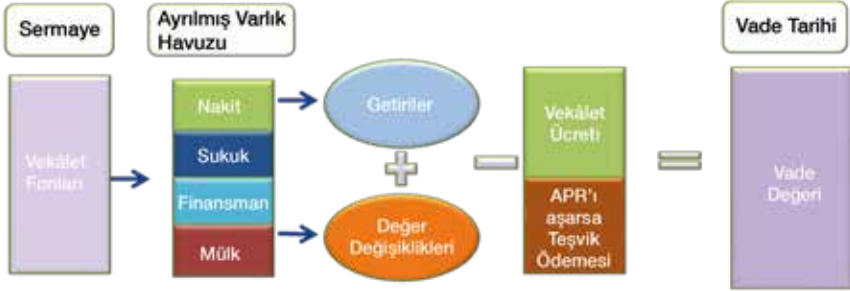 Sermaye
Ayrılmış Varlık
Havuzu
Vade Tarihi
Vekâlet
Fonları
Nakit
Sukuk
Finansman
Mülk
Getiriler
Değer
Değişiklikleri
Vekâlet
Ücreti
APR'ı
aşarsa
Teşvik
Ödemesi
Vade
Değeri